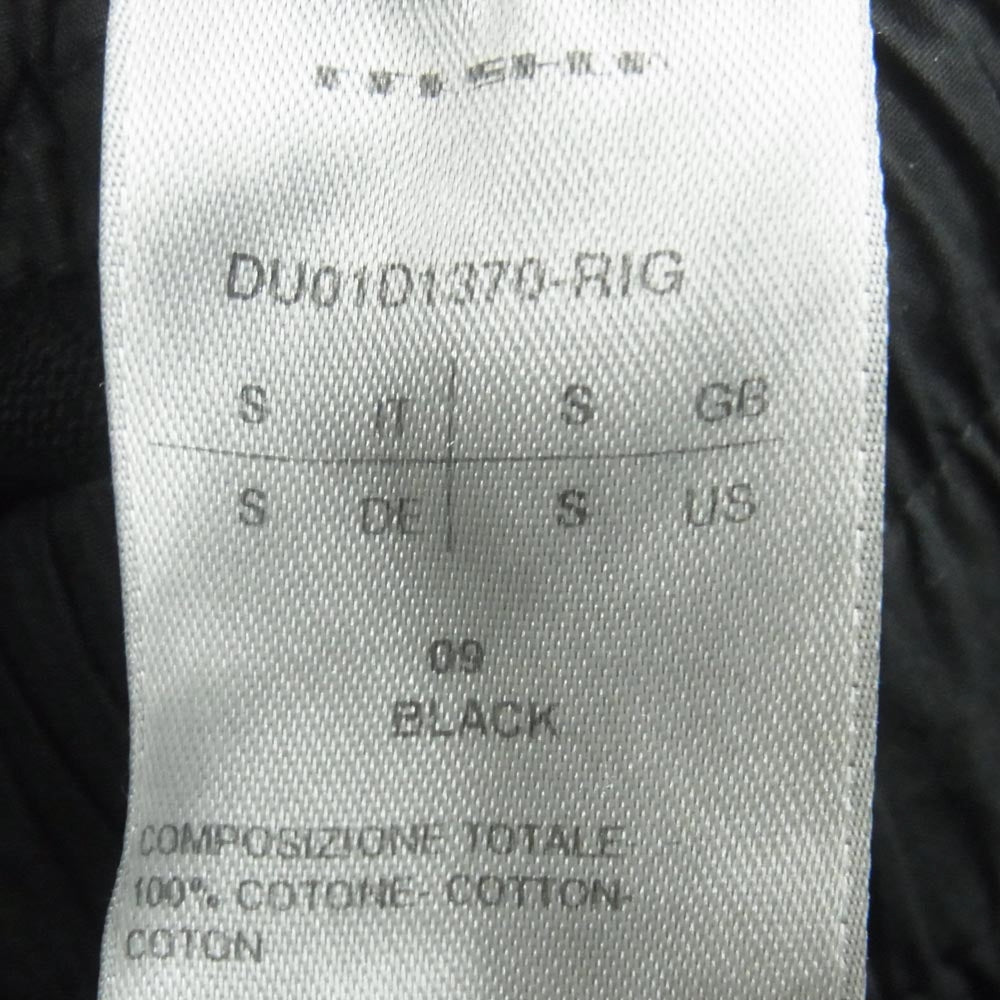 DU01D1370-RIG
S IT S GB
S DE S US
09
BLACK
COMPOSIZIONE TOTALE
100% COTONE- COTTON-
COTON